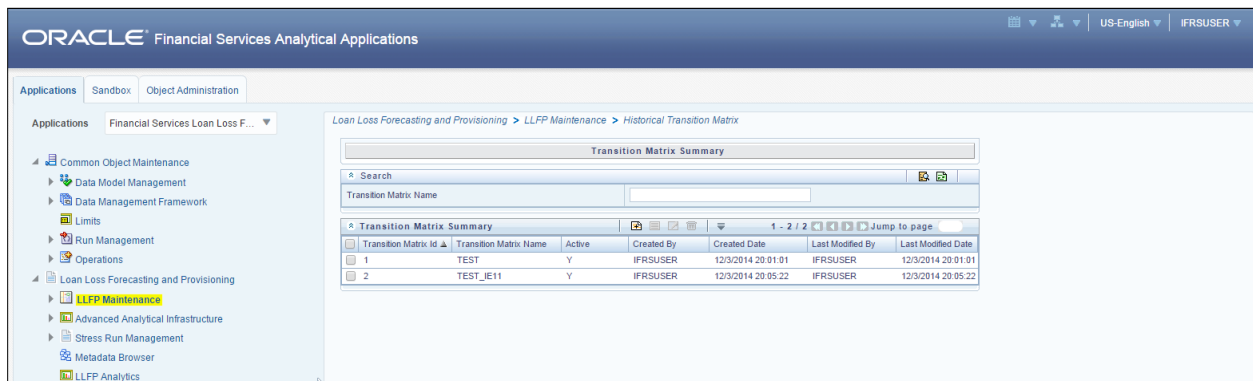 ORACLE® Financial Services Analytical Applications
US-English
IFRSUSER
Applications
Sandbox
Object Administration
Applications
Financial Services Loan Loss F...
Common Object Maintenance
Data Model Management
Data Management Framework
Limits
Run Management
Operations
Loan Loss Forecasting and Provisioning
LLFP Maintenance
Advanced Analytical Infrastructure
Stress Run Management
Metadata Browser
LLFP Analytics
Loan Loss Forecasting and Provisioning > LLFP Maintenance > Historical Transition Matrix
Transition Matrix Summary
Search
Transition Matrix Name
Transition Matrix Summary 1 - 2 / 2 Jump to page
Transition Matrix Id Transition Matrix Name Active Created By Created Date Last Modified By Last Modified Date
1 TEST Y IFRSUSER 12/3/2014 20:01:01 IFRSUSER 12/3/2014 20:01:01
2 TEST_IE11 Y IFRSUSER 12/3/2014 20:05:22 IFRSUSER 12/3/2014 20:05:22